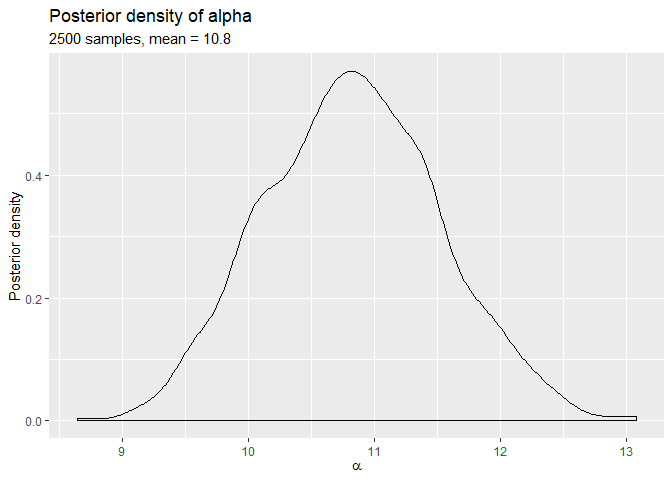 Posterior density of alpha
2500 samples, mean = 10.8
Posterior density
0.4
0.2
0.0
9 10 11 12 13
α